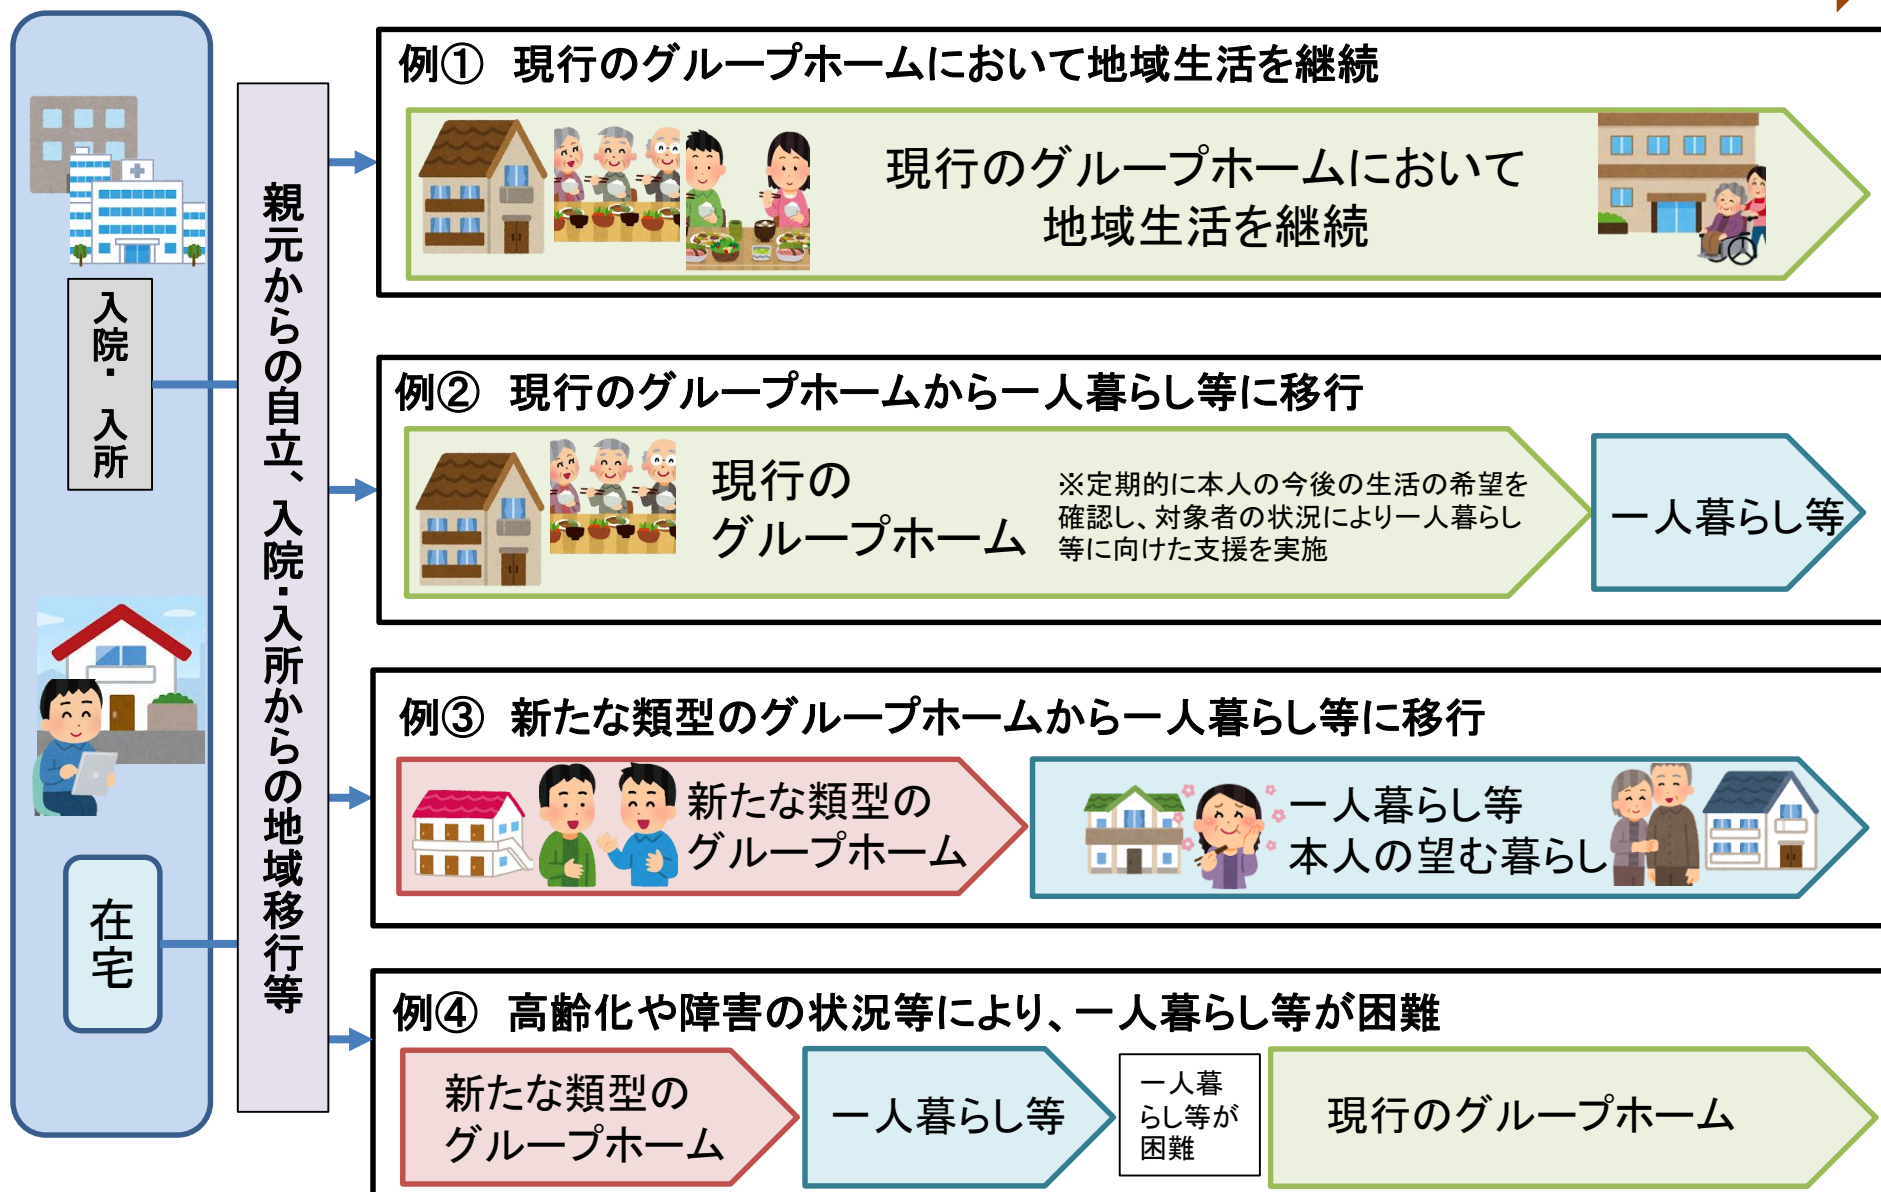 入院・入所
在宅
親元からの自立、入院・入所からの地域移行等
例① 現行のグループホームにおいて地域生活を継続
現行のグループホームにおいて
地域生活を継続
例② 現行のグループホームから一人暮らし等に移行
現行の
グループホーム
※定期的に本人の今後の生活の希望を
確認し、対象者の状況により一人暮らし
等に向けた支援を実施
一人暮らし等
例③ 新たな類型のグループホームから一人暮らし等に移行
新たな類型の
グループホーム
一人暮らし等
本人の望む暮らし
例④ 高齢化や障害の状況等により、一人暮らし等が困難
新たな類型の
グループホーム
一人暮らし等
一人暮
らし等が
困難
現行のグループホーム